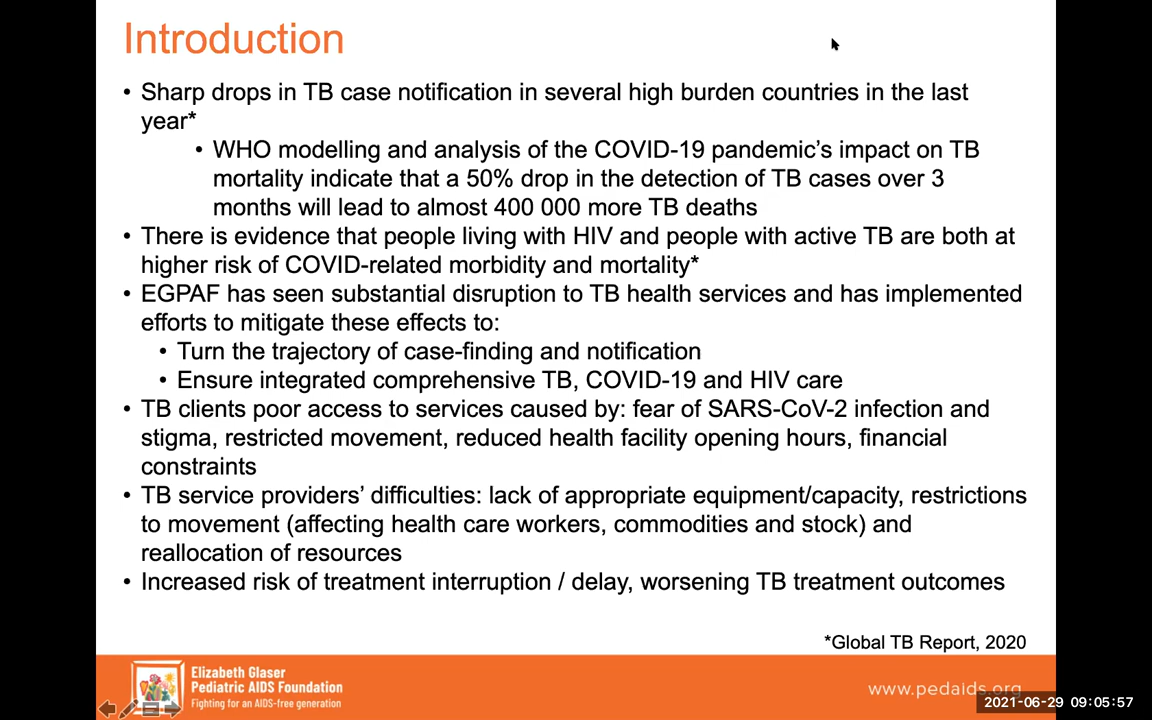 Introduction
• Sharp drops in TB case notification in several high burden countries in the last
year*
• WHO modelling and analysis of the COVID-19 pandemic’s impact on TB
mortality indicate that a 50% drop in the detection of TB cases over 3
months will lead to almost 400 000 more TB deaths
• There is evidence that people living with HIV and people with active TB are both at
higher risk of COVID-related morbidity and mortality*
• EGPAF has seen substantial disruption to TB health services and has implemented
efforts to mitigate these effects to:
• Turn the trajectory of case-finding and notification
• Ensure integrated comprehensive TB, COVID-19 and HIV care
• TB clients poor access to services caused by: fear of SARS-CoV-2 infection and
stigma, restricted movement, reduced health facility opening hours, financial
constraints
• TB service providers’ difficulties: lack of appropriate equipment/capacity, restrictions
to movement (affecting health care workers, commodities and stock) and
reallocation of resources
• Increased risk of treatment interruption / delay, worsening TB treatment outcomes
*Global TB Report, 2020
Elizabeth Glaser
Pediatric AIDS Foundation
Fighting for an AIDS-free generation
www.pedaids.org
2021-06-29 09:05:57